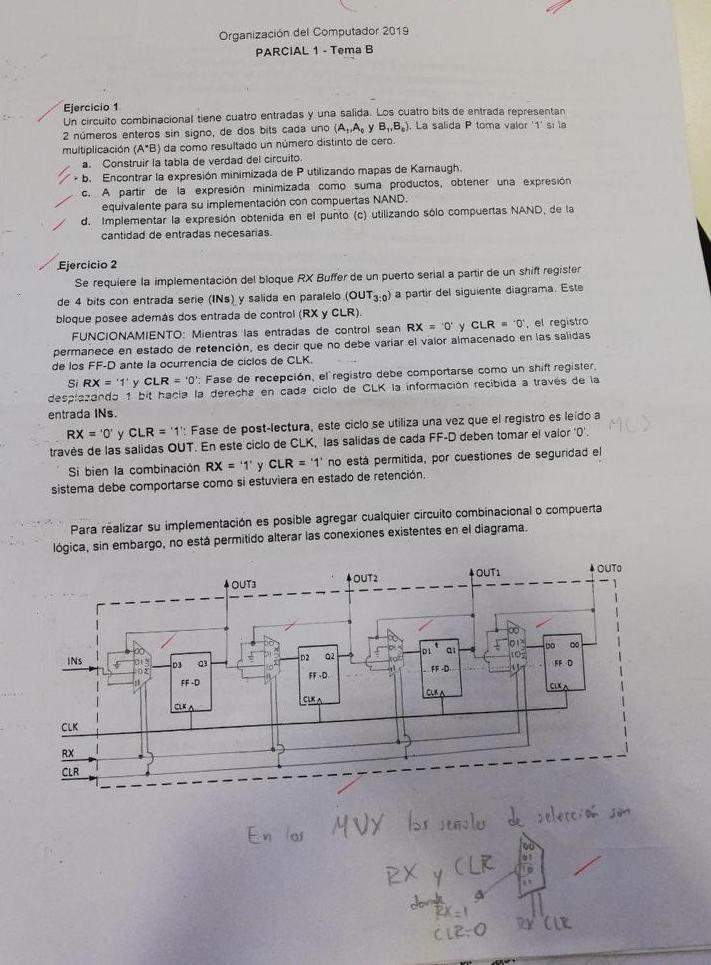 Organización del Computador 2019
PARCIAL 1 - Tema B
Ejercicio 1
Un circuito combinacional tiene cuatro entradas y una salida. Los cuatro bits de entrada representan
2 números enteros sin signo, de dos bits cada uno (A₁,A₀ y B₁,B₀). La salida P toma valor '1' si la
multiplicación (A*B) da como resultado un número distinto de cero.
a. Construir la tabla de verdad del circuito.
b. Encontrar la expresión minimizada de P utilizando mapas de Karnaugh.
c. A partir de la expresión minimizada como suma productos, obtener una expresión
equivalente para su implementación con compuertas NAND.
d. Implementar la expresión obtenida en el punto (c) utilizando sólo compuertas NAND, de la
cantidad de entradas necesarias.
Ejercicio 2
Se requiere la implementación del bloque RX Buffer de un puerto serial a partir de un shift register
de 4 bits con entrada serie (INs) y salida en paralelo (OUT₃:₀) a partir del siguiente diagrama. Este
bloque posee además dos entrada de control (RX y CLR).
FUNCIONAMIENTO: Mientras las entradas de control sean RX = '0' y CLR = '0', el registro
permanece en estado de retención, es decir que no debe variar el valor almacenado en las salidas
de los FF-D ante la ocurrencia de ciclos de CLK.
Si RX = '1' y CLR = '0': Fase de recepción, el registro debe comportarse como un shift register,
desplazando 1 bit hacia la derecha en cada ciclo de CLK la información recibida a través de la
entrada INs.
RX = '0' y CLR = '1': Fase de post-lectura, este ciclo se utiliza una vez que el registro es leído a
través de las salidas OUT. En este ciclo de CLK, las salidas de cada FF-D deben tomar el valor '0'.
Si bien la combinación RX = '1' y CLR = '1' no está permitida, por cuestiones de seguridad el
sistema debe comportarse como si estuviera en estado de retención.
Para realizar su implementación es posible agregar cualquier circuito combinacional o compuerta
lógica, sin embargo, no está permitido alterar las conexiones existentes en el diagrama.
OUT3 OUT2 OUT1 OUT0
INs
D3 Q3 D2 Q2 D1 Q1 D0 Q0
FF-D FF-D FF-D FF-D
CLK CLK CLK CLK
CLK
RX
CLR
En los MUX las señales de selección son
RX y CLR
donde
RX=1
CLR=0
00
01
10
11
RX CLR